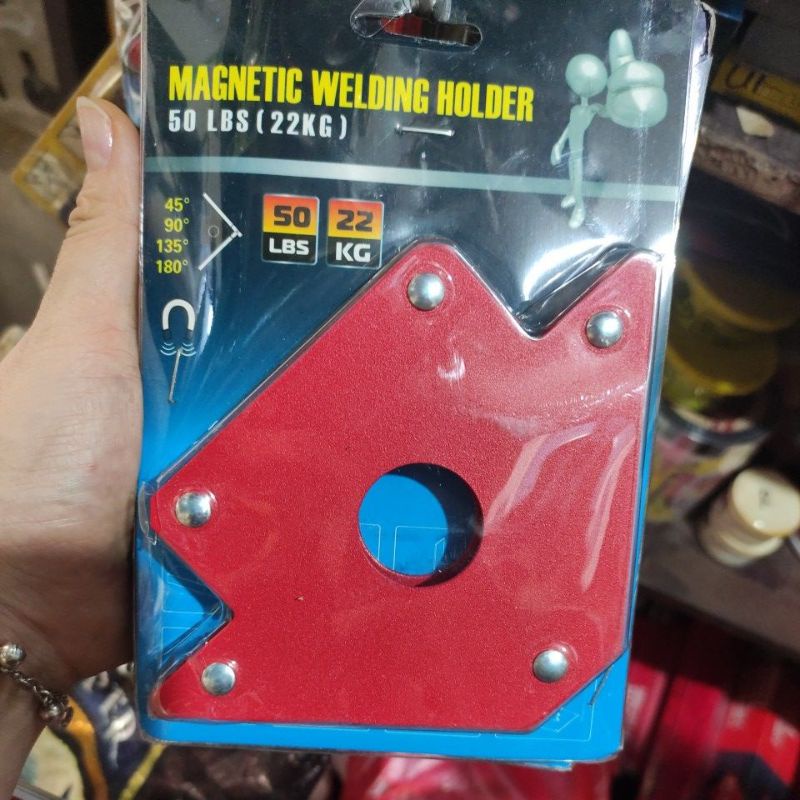 MAGNETIC WELDING HOLDER
50 LBS (22KG)
45°
90°
135°
180°
50 LBS
22 KG